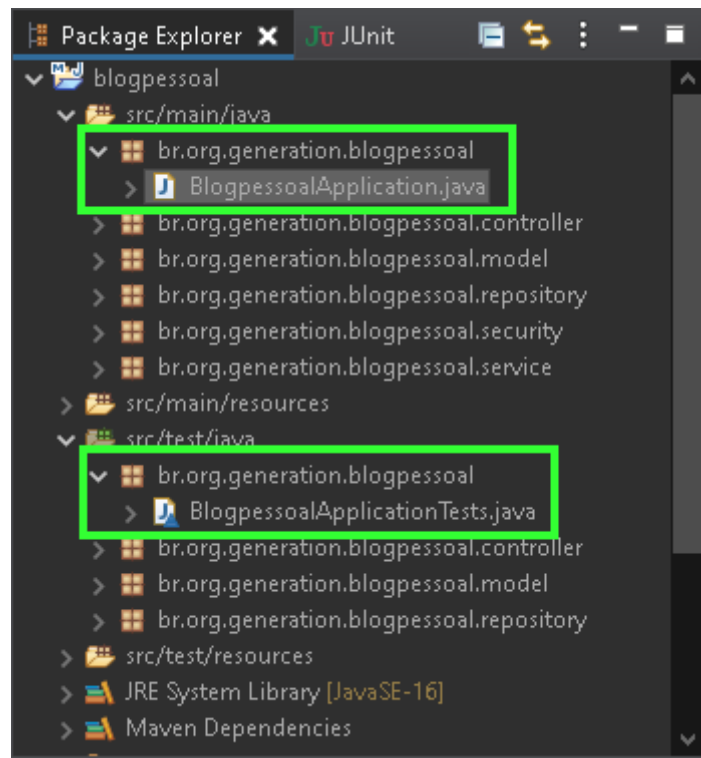 Package Explorer JUnit
blogpessoal
src/main/java
br.org.generation.blogpessoal
BlogpessoalApplication.java
br.org.generation.blogpessoal.controller
br.org.generation.blogpessoal.model
br.org.generation.blogpessoal.repository
br.org.generation.blogpessoal.security
br.org.generation.blogpessoal.service
src/main/resources
src/test/java
br.org.generation.blogpessoal
BlogpessoalApplicationTests.java
br.org.generation.blogpessoal.controller
br.org.generation.blogpessoal.model
br.org.generation.blogpessoal.repository
src/test/resources
JRE System Library [JavaSE-16]
Maven Dependencies